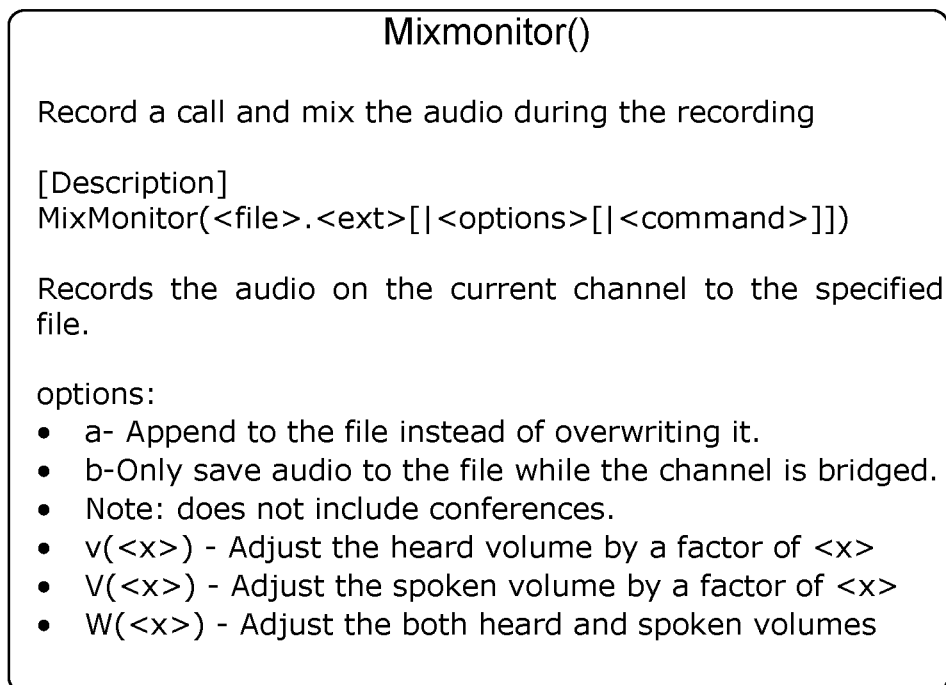 Mixmonitor()
Record a call and mix the audio during the recording
[Description]
MixMonitor(<file>.<ext>[|<options>[|<command>]])
Records the audio on the current channel to the specified
file.
options:
• a- Append to the file instead of overwriting it.
• b-Only save audio to the file while the channel is bridged.
• Note: does not include conferences.
• v(<x>) - Adjust the heard volume by a factor of <x>
• V(<x>) - Adjust the spoken volume by a factor of <x>
• W(<x>) - Adjust the both heard and spoken volumes